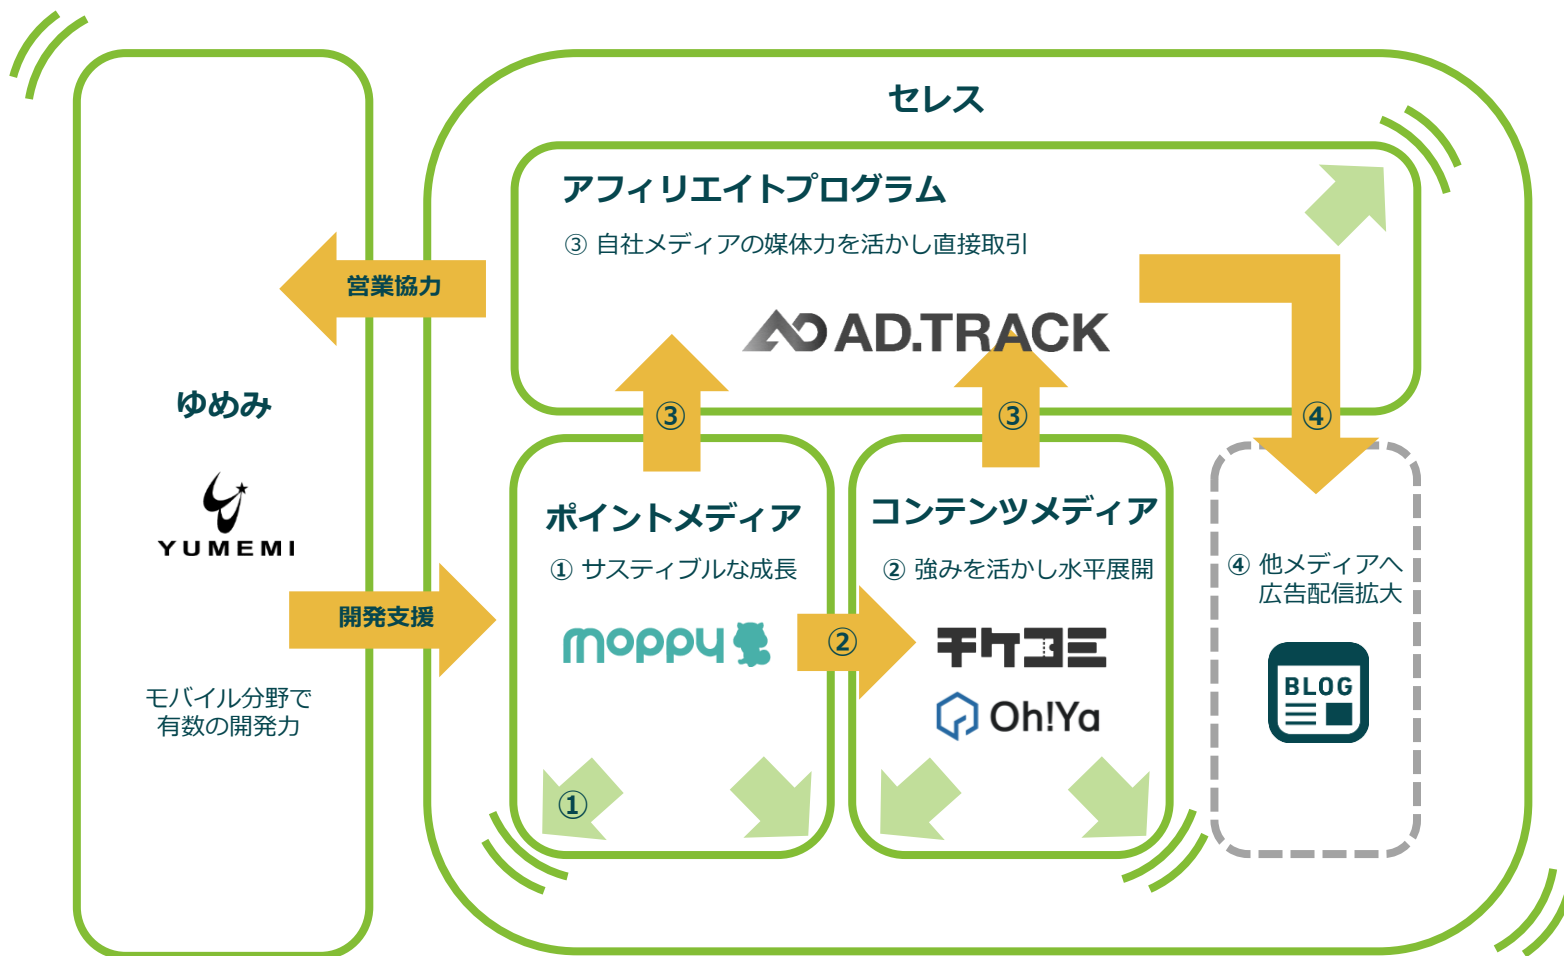 セレス
アフィリエイトプログラム
③ 自社メディアの媒体力を活かし直接取引
AD.TRACK
営業協力
ゆめみ
YUMEMI
開発支援
モバイル分野で
有数の開発力
③
③
④
ポイントメディア
① サスティブルな成長
moppy
①
②
コンテンツメディア
② 強みを活かし水平展開
チケヨミ
Oh!Ya
④ 他メディアへ
広告配信拡大
BLOG